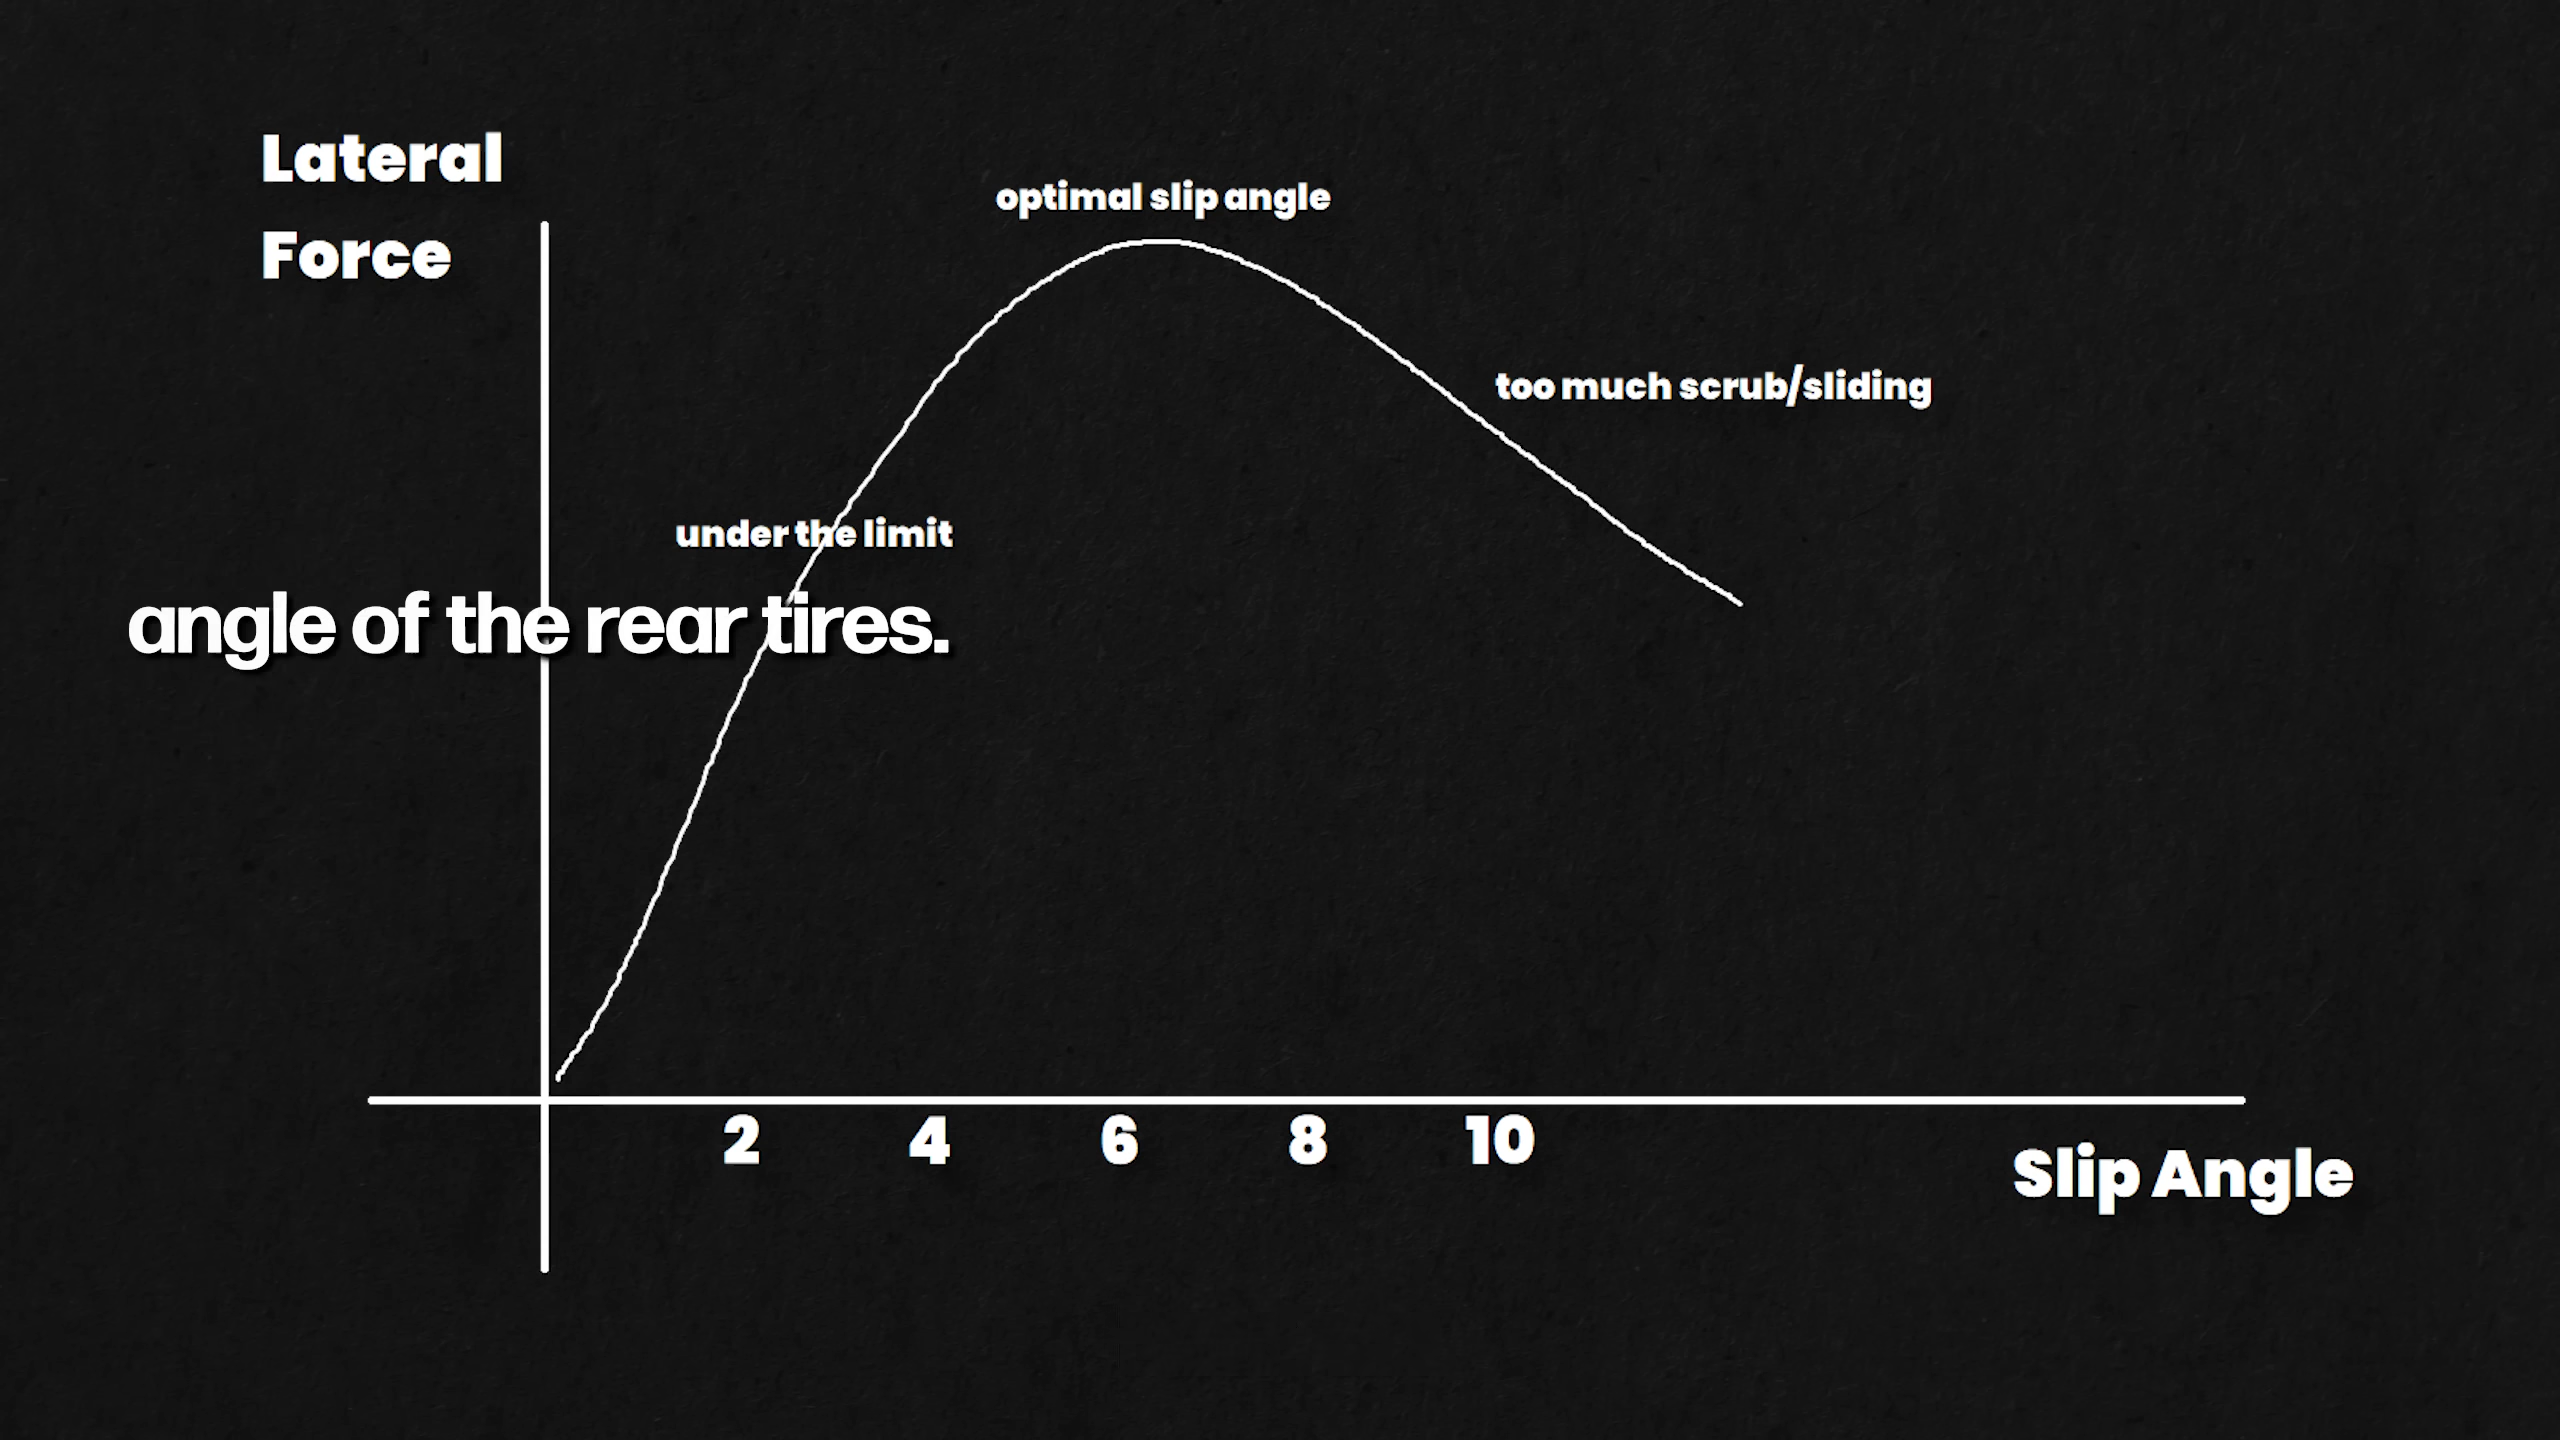 Lateral
Force
optimal slip angle
too much scrub/sliding
under the limit
angle of the rear tires.
2 4 6 8 10
Slip Angle